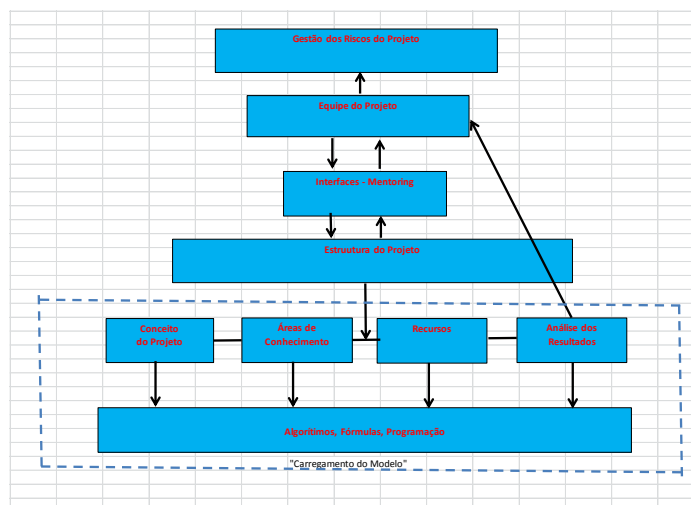 Gestão dos Riscos do Projeto
Equipe do Projeto
Interfaces - Mentoring
Estruutura do Projeto
Conceito
do Projeto
Áreas de
Conhecimento
Recursos
Análise dos
Resultados
Algorítimos, Fórmulas, Programação
"Carregamento do Modelo"